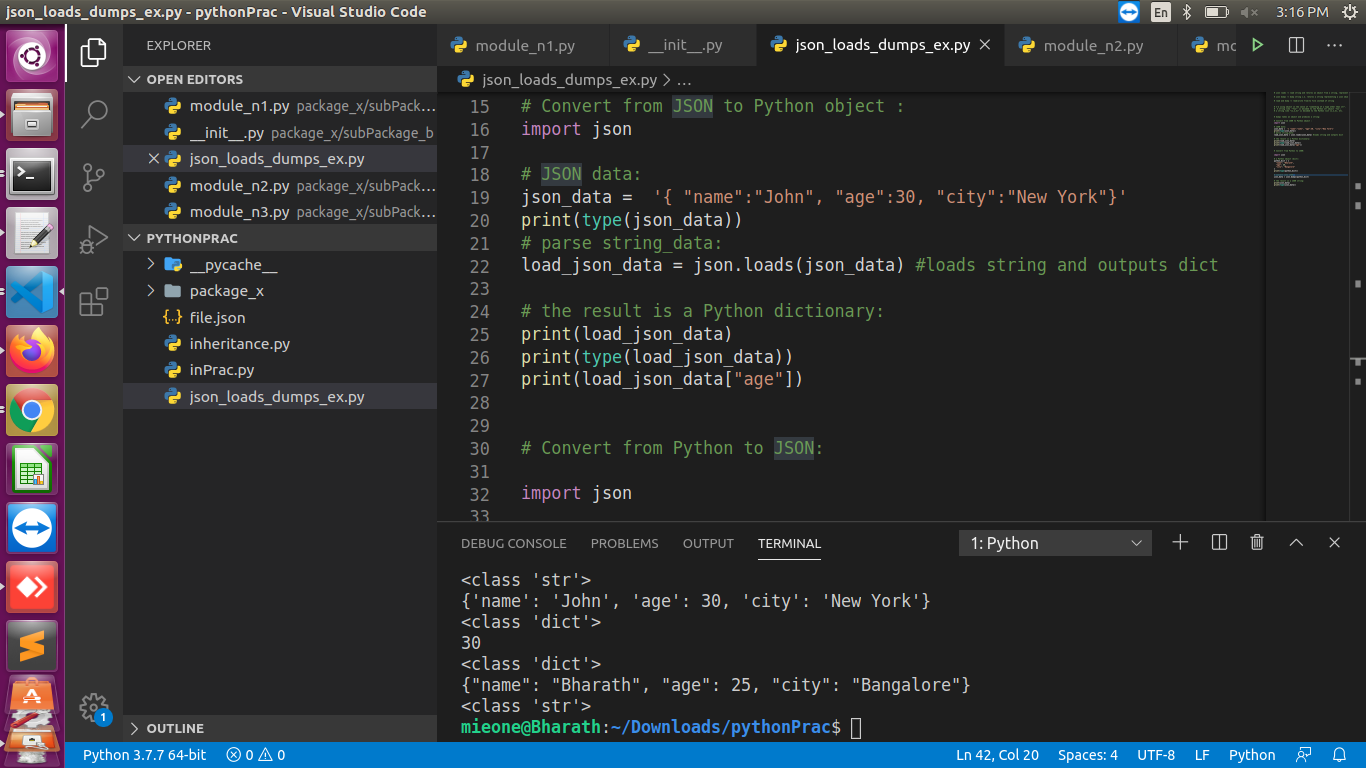 json_loads_dumps_ex.py - pythonPrac - Visual Studio Code
En
3:16 PM
EXPLORER
OPEN EDITORS
module_n1.py package_x/subPack...
__init__.py package_x/subPackage_b
json_loads_dumps_ex.py
module_n2.py package_x/subPack...
module_n3.py package_x/subPack...
PYTHONPRAC
__pycache__
package_x
file.json
inheritance.py
inPrac.py
json_loads_dumps_ex.py
OUTLINE
1
module_n1.py
__init__.py
json_loads_dumps_ex.py
module_n2.py
mo
json_loads_dumps_ex.py > ...
15 # Convert from JSON to Python object :
16 import json
17
18 # JSON data:
19 json_data =  '{ "name":"John", "age":30, "city":"New York"}'
20 print(type(json_data))
21 # parse string_data:
22 load_json_data = json.loads(json_data) #loads string and outputs dict
23
24 # the result is a Python dictionary:
25 print(load_json_data)
26 print(type(load_json_data))
27 print(load_json_data["age"])
28
29
30 # Convert from Python to JSON:
31
32 import json
33
DEBUG CONSOLE PROBLEMS OUTPUT TERMINAL
1: Python
<class 'str'>
{'name': 'John', 'age': 30, 'city': 'New York'}
<class 'dict'>
30
<class 'dict'>
{"name": "Bharath", "age": 25, "city": "Bangalore"}
<class 'str'>
mieone@Bharath:~/Downloads/pythonPrac$
Python 3.7.7 64-bit
0
0
Ln 42, Col 20
Spaces: 4
UTF-8
LF
Python